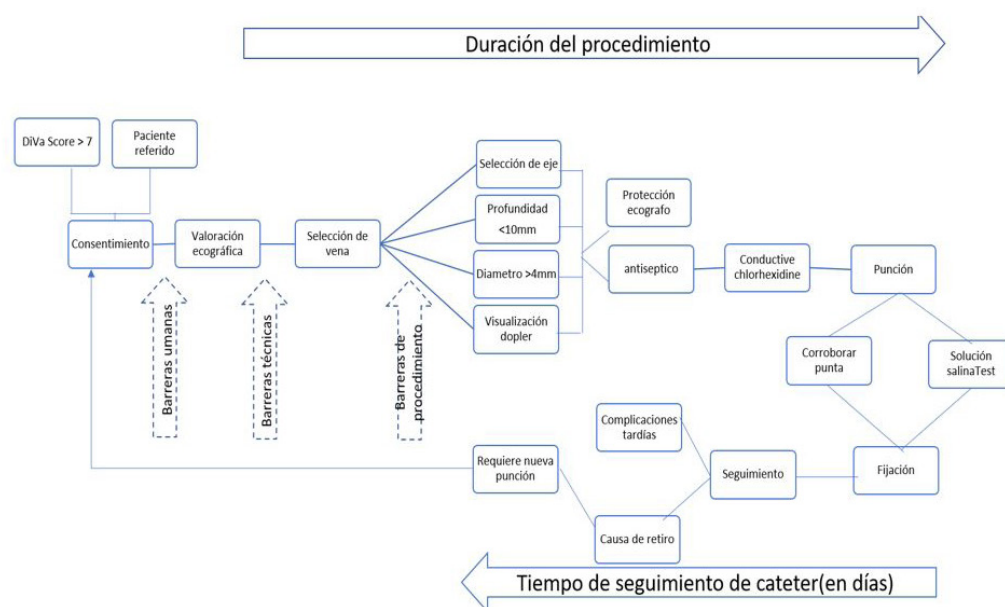 Duración del procedimiento
DiVa Score > 7
Paciente
referido
Consentimiento
Valoración
ecográfica
Selección de
vena
Selección de eje
Profundidad
<10mm
Diametro >4mm
Visualización
dopler
Protección
ecografo
antiseptico
Conductive
chlorhexidine
Punción
Corroborar
punta
Solución
salinaTest
Fijación
Barreras umanas
Barreras técnicas
Barreras de
procedimiento
Complicaciones
tardías
Seguimiento
Requiere nueva
punción
Causa de retiro
Tiempo de seguimiento de cateter(en días)